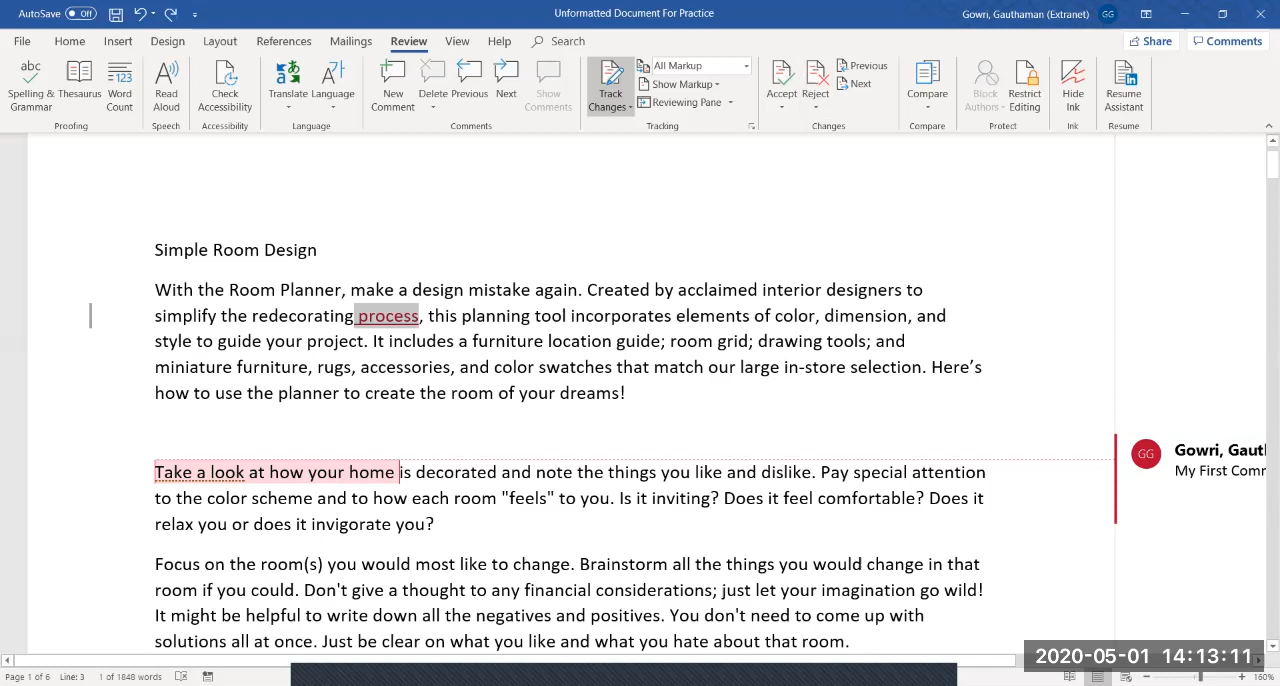 AutoSave Off Unformatted Document For Practice Gowri, Gauthaman (Extranet) GG
File Home Insert Design Layout References Mailings Review View Help Search Share Comments
abc
Spelling & Grammar
Thesaurus
123
Word Count
Proofing
Read Aloud
Speech
Check Accessibility
Accessibility
Translate
Language
Language
New Comment
Delete
Previous
Next
Show Comments
Comments
Track Changes
All Markup
Show Markup
Reviewing Pane
Tracking
Accept
Reject
Previous
Next
Changes
Compare
Compare
Block Authors
Restrict Editing
Protect
Hide Ink
Ink
Resume Assistant
Resume
Simple Room Design
With the Room Planner, make a design mistake again. Created by acclaimed interior designers to
simplify the redecorating process, this planning tool incorporates elements of color, dimension, and
style to guide your project. It includes a furniture location guide; room grid; drawing tools; and
miniature furniture, rugs, accessories, and color swatches that match our large in-store selection. Here’s
how to use the planner to create the room of your dreams!
Take a look at how your home is decorated and note the things you like and dislike. Pay special attention
to the color scheme and to how each room "feels" to you. Is it inviting? Does it feel comfortable? Does it
relax you or does it invigorate you?
GG Gowri, Gaut
My First Com
Focus on the room(s) you would most like to change. Brainstorm all the things you would change in that
room if you could. Don't give a thought to any financial considerations; just let your imagination go wild!
It might be helpful to write down all the negatives and positives. You don't need to come up with
solutions all at once. Just be clear on what you like and what you hate about that room.
2020-05-01 14:13:11
Page 1 of 6 Line: 3 1 of 1848 words 160%